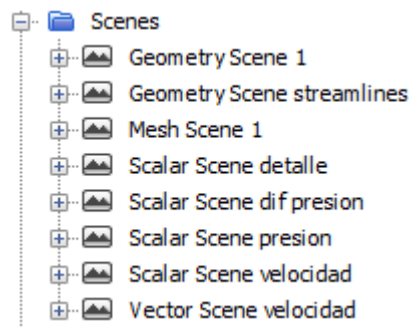 Scenes
Geometry Scene 1
Geometry Scene streamlines
Mesh Scene 1
Scalar Scene detalle
Scalar Scene dif presion
Scalar Scene presion
Scalar Scene velocidad
Vector Scene velocidad